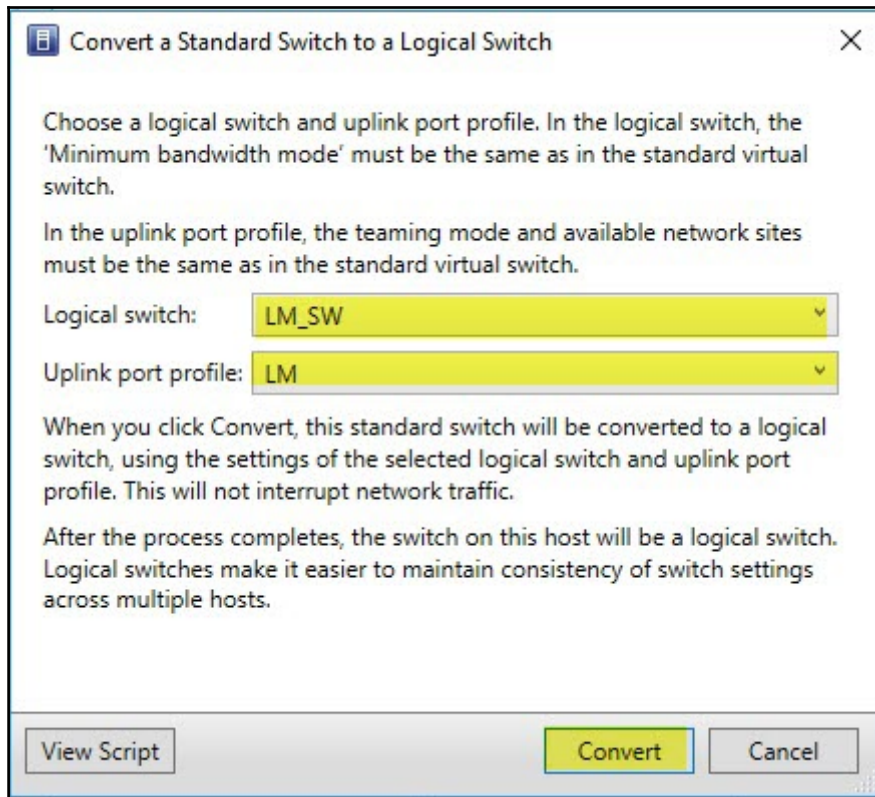 Convert a Standard Switch to a Logical Switch
Choose a logical switch and uplink port profile. In the logical switch, the
'Minimum bandwidth mode' must be the same as in the standard virtual
switch.
In the uplink port profile, the teaming mode and available network sites
must be the same as in the standard virtual switch.
Logical switch: LM_SW
Uplink port profile: LM
When you click Convert, this standard switch will be converted to a logical
switch, using the settings of the selected logical switch and uplink port
profile. This will not interrupt network traffic.
After the process completes, the switch on this host will be a logical switch.
Logical switches make it easier to maintain consistency of switch settings
across multiple hosts.
View Script Convert Cancel